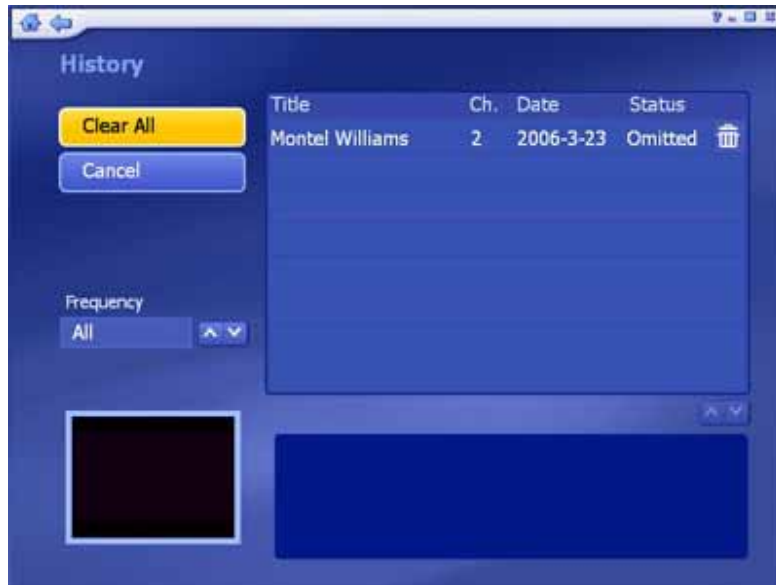 History
Clear All
Cancel
Frequency
All
Title Ch. Date Status
Montel Williams 2 2006-3-23 Omitted